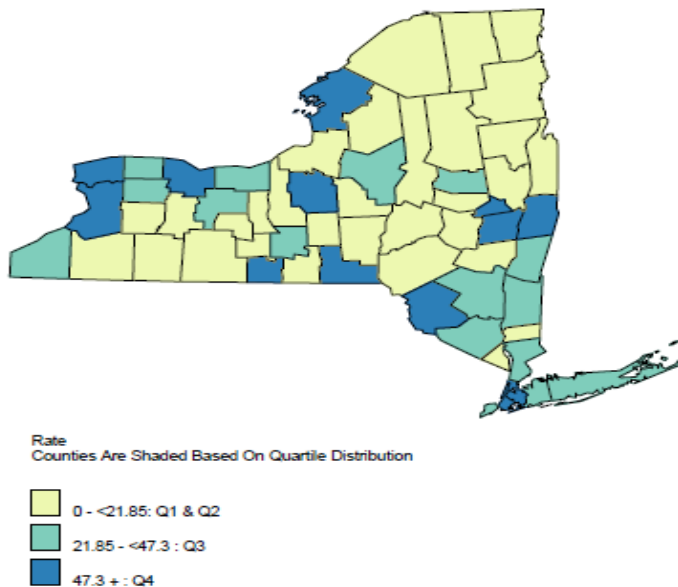 Rate
Counties Are Shaded Based On Quartile Distribution
0 - <21.85: Q1 & Q2
21.85 - <47.3 : Q3
47.3 + : Q4